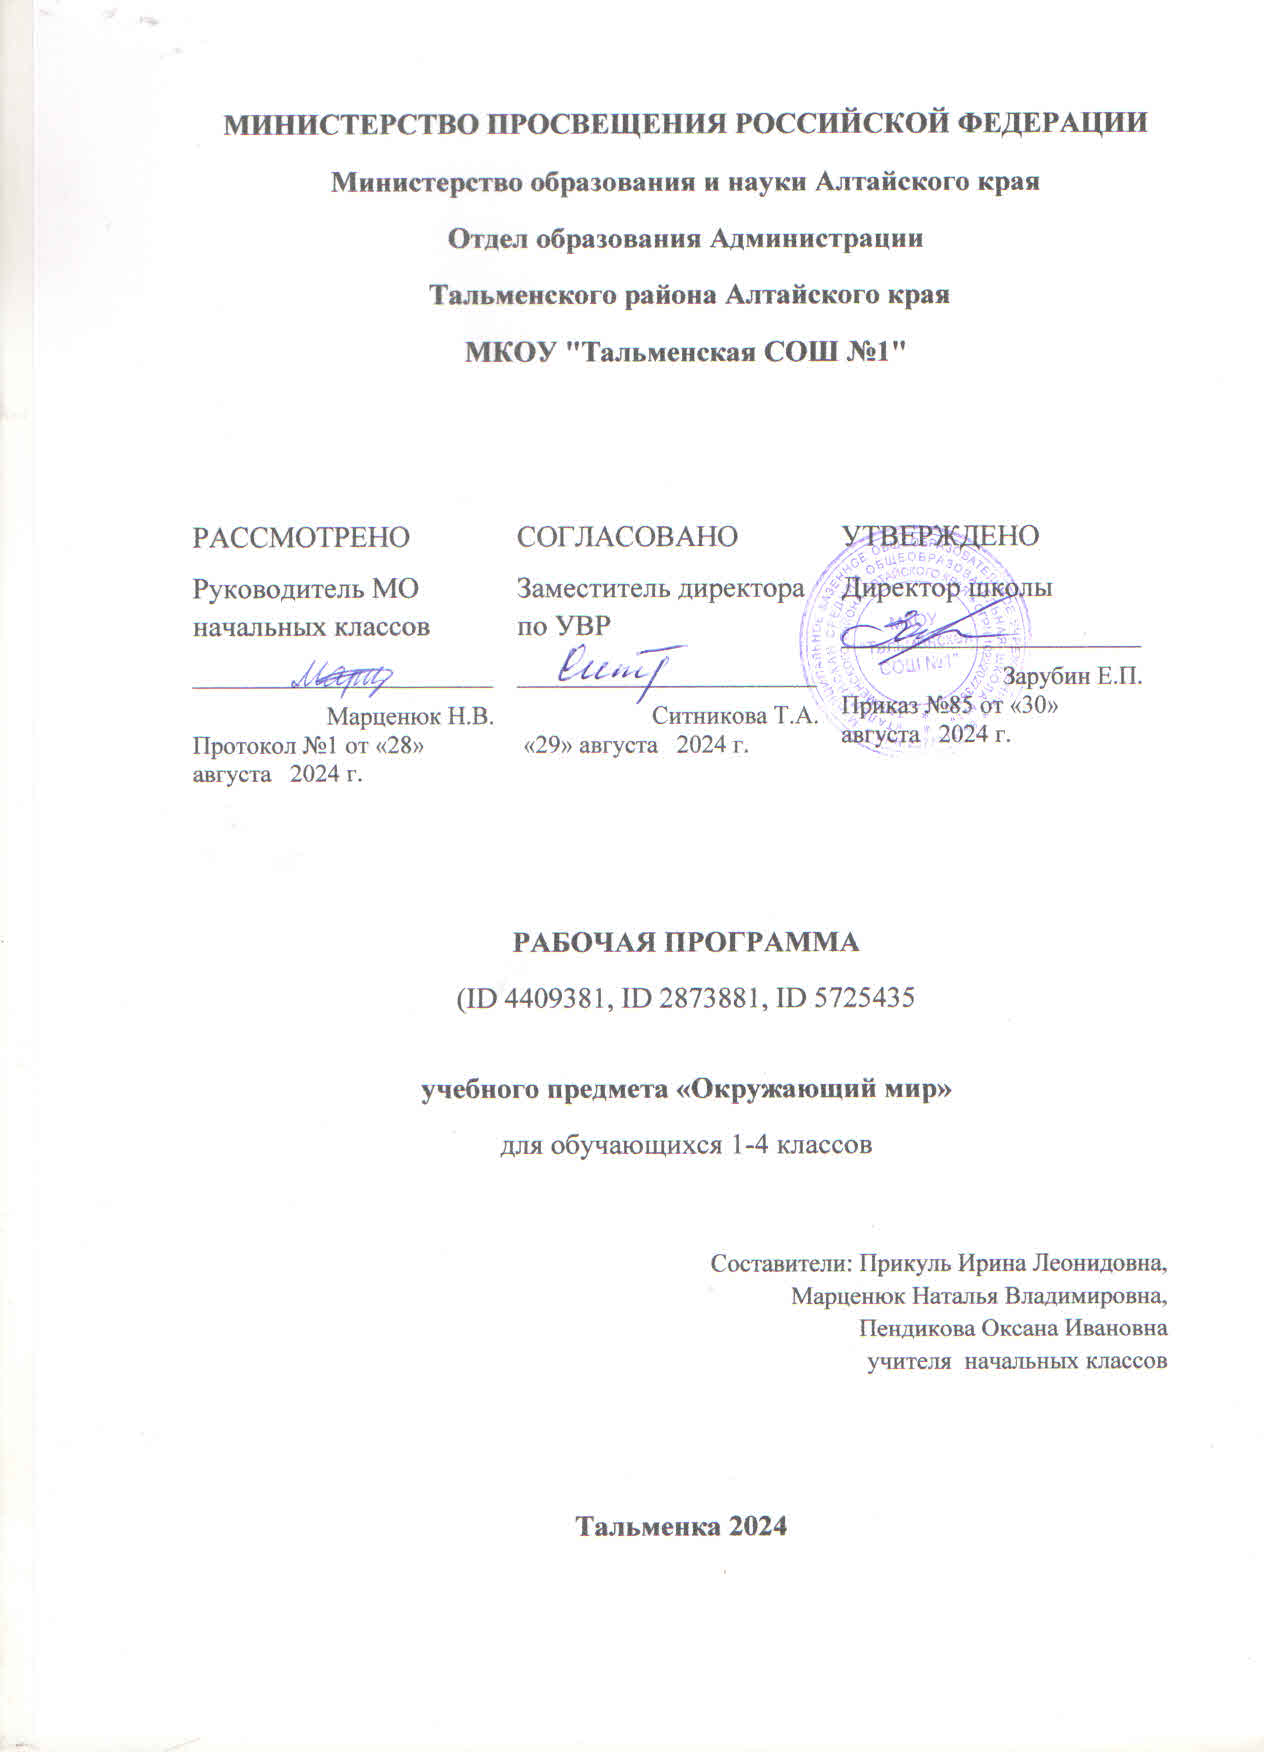 МИНИСТЕРСТВО ПРОСВЕЩЕНИЯ РОССИЙСКОЙ ФЕДЕРАЦИИ
Министерство образования и науки Алтайского края
Отдел образования Администрации
Тальменского района Алтайского края
МКОУ "Тальменская СОШ №1"
РАССМОТРЕНО
Руководитель МО
начальных классов
Марценюк Н.В.
Протокол №1 от «28»
августа 2024 г.
СОГЛАСОВАНО
Заместитель директора
по УВР
Ситникова Т.А.
«29» августа 2024 г.
УТВЕРЖДЕНО
Директор школы
МКОУ
"Тальменская
СОШ №1"
Зарубин Е.П.
Приказ №85 от «30»
августа 2024 г.
РАБОЧАЯ ПРОГРАММА
(ID 4409381, ID 2873881, ID 5725435
учебного предмета «Окружающий мир»
для обучающихся 1-4 классов
Составители: Прикуль Ирина Леонидовна,
Марценюк Наталья Владимировна,
Пендикова Оксана Ивановна
учителя начальных классов
Тальменка 2024